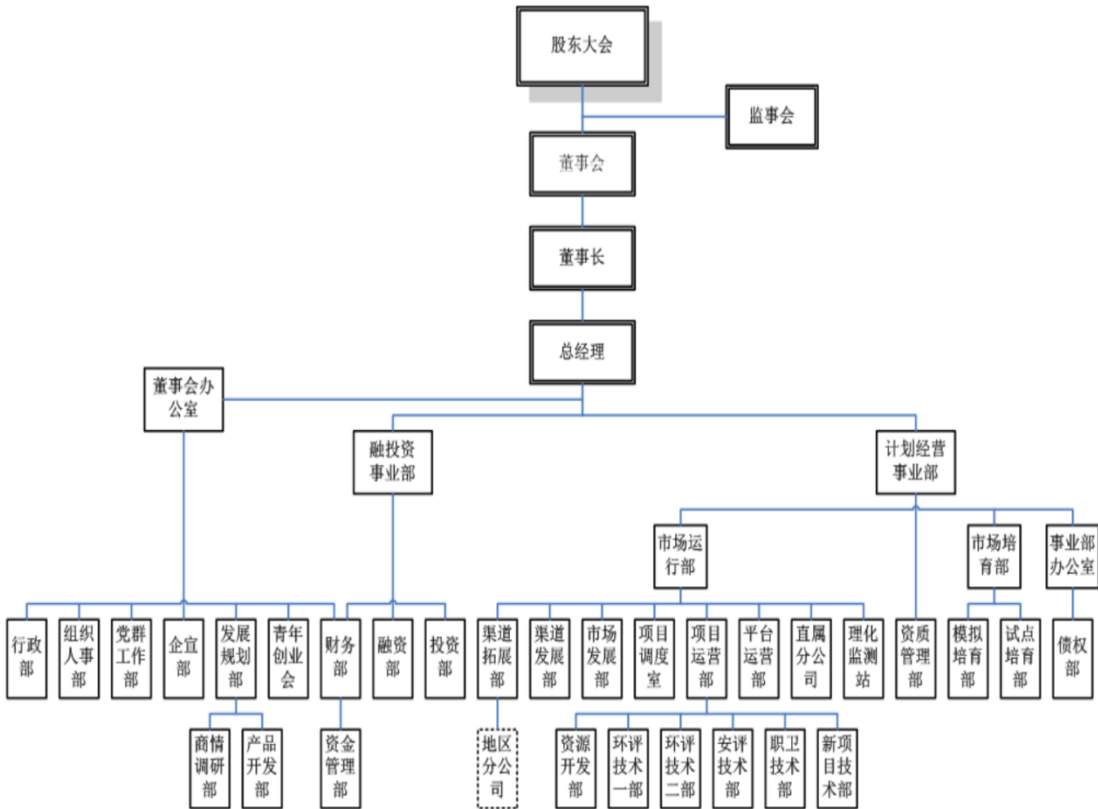 股东大会
监事会
董事会
董事长
总经理
董事会办
公室
融投资
事业部
计划经营
事业部
市场运
行部
市场培
育部
事业部
办公室
行政
部
组织
人事
部
党群
工作
部
企宣
部
发展
规划
部
青年
创业
会
财务
部
融资
部
投资
部
渠道
拓展
部
渠道
发展
部
市场
发展
部
项目
调度
室
项目
运营
部
平台
运营
部
直属
分公
司
理化
监测
站
资质
管理
部
模拟
培育
部
试点
培育
部
债权
部
商情
调研
部
产品
开发
部
资金
管理
部
地区
分公
司
资源
开发
部
环评
技术
一部
环评
技术
二部
安评
技术
部
职卫
技术
部
新项
目技
术部